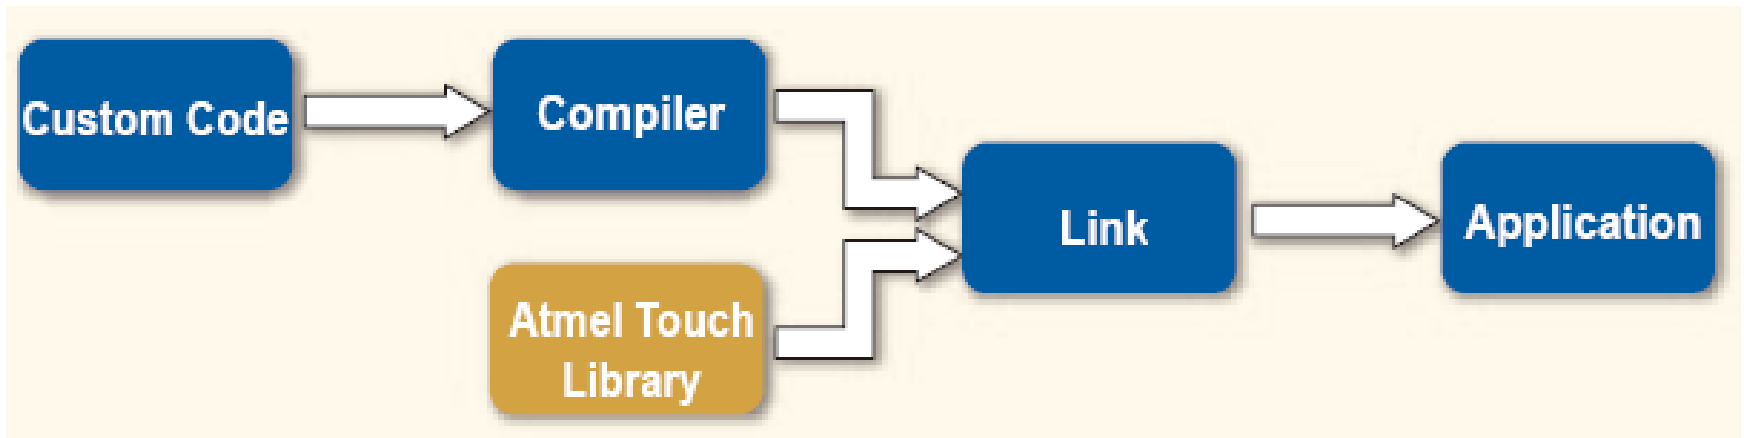 Custom Code
Compiler
Atmel Touch
Library
Link
Application